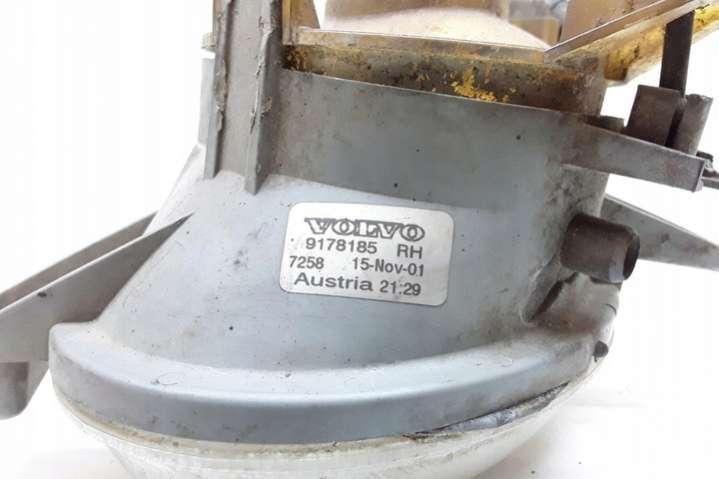 VOLVO
9178185 RH
7258 15-Nov-01
Austria 21:29